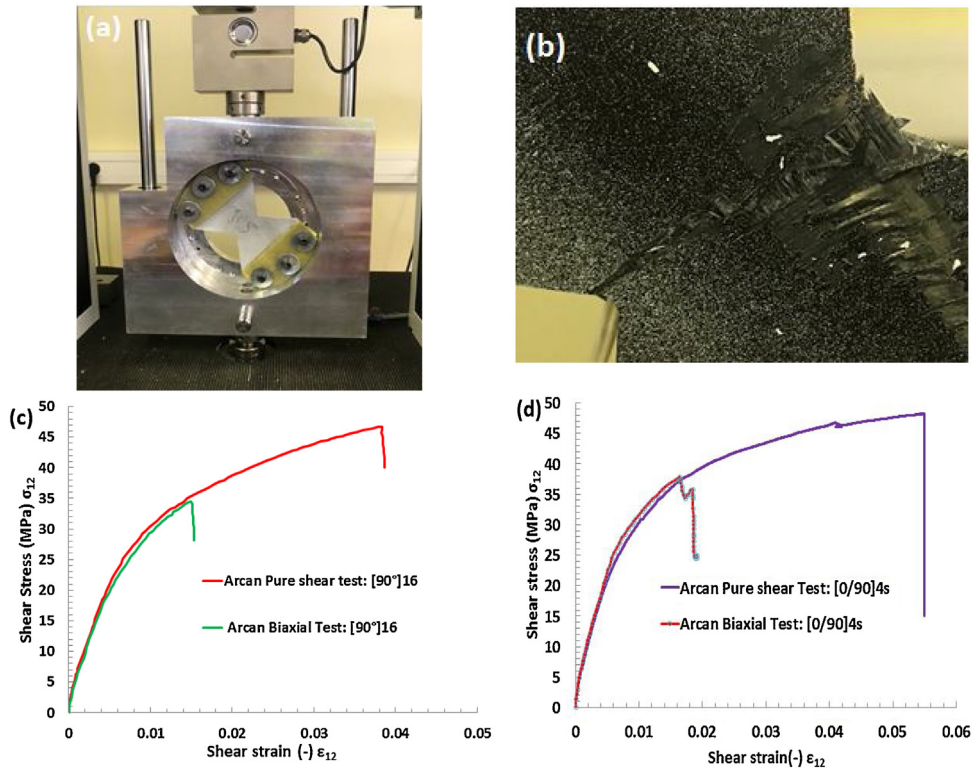 (a)
(b)
(c)
50
45
40
35
30
25
20
15
10
5
0
Shear Stress (MPa) σ12
Arcan Pure shear test: [90°]16
Arcan Biaxial Test: [90°]16
0
0.01
0.02
0.03
0.04
0.05
Shear strain (-) ε12
(d)
50
45
40
35
30
25
20
15
10
5
0
Shear stress (MPa) σ12
Arcan Pure shear Test: [0/90]4s
Arcan Biaxial Test: [0/90]4s
0
0.01
0.02
0.03
0.04
0.05
0.06
Shear strain(-) ε12